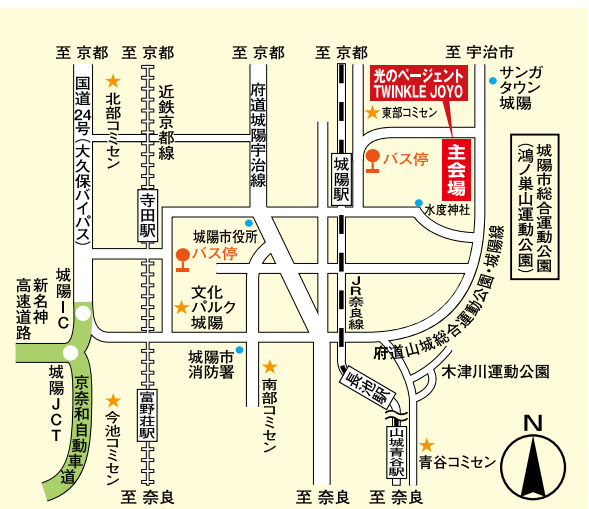 至 京都
至 京都
至 京都
至 京都
至 宇治市
国道24号(大久保バイパス)
北部コミセン
近鉄京都線
府道城陽宇治線
光のページェント
TWINKLE JOYO
東部コミセン
サンガ
タウン
城陽
城陽駅
バス停
主会場
城陽市総合運動公園
(鴻ノ巣山運動公園)
寺田駅
水度神社
城陽市役所
バス停
城陽IC
新名神
高速道路
文化
パルク
城陽
JR奈良線
府道山城総合運動公園・城陽線
城陽市
消防署
南部コミセン
長池駅
木津川運動公園
城陽JCT
京奈和自動車道
今池コミセン
富野荘駅
山城青谷駅
青谷コミセン
N
至 奈良
至 奈良
至 奈良